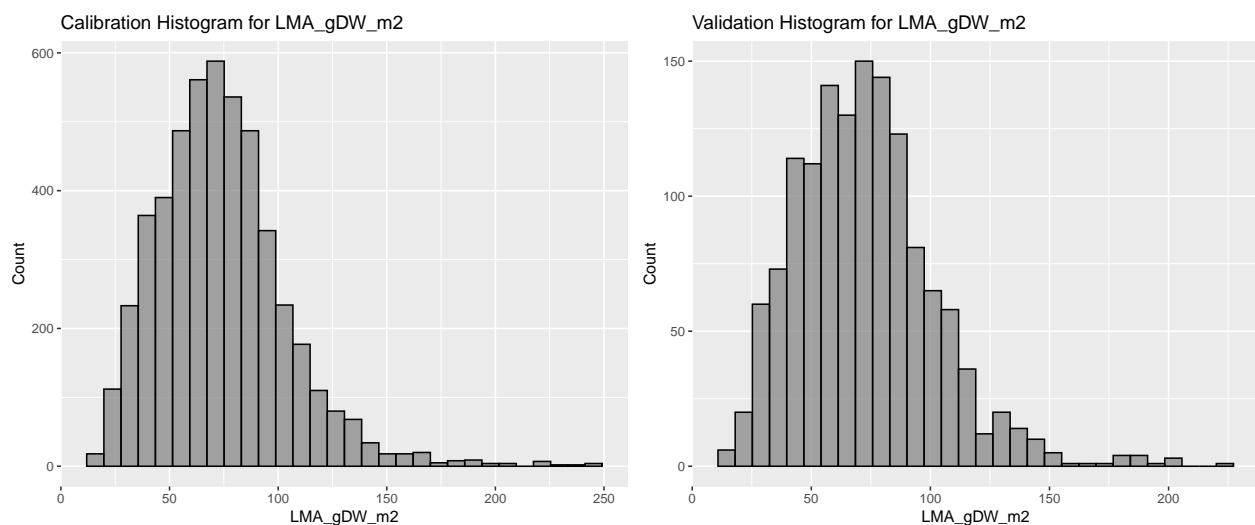 Calibration Histogram for LMA_gDW_m2
600
400
200
0
Count
0 50 100 150 200 250
LMA_gDW_m2
Validation Histogram for LMA_gDW_m2
150
100
50
0
Count
0 50 100 150 200
LMA_gDW_m2